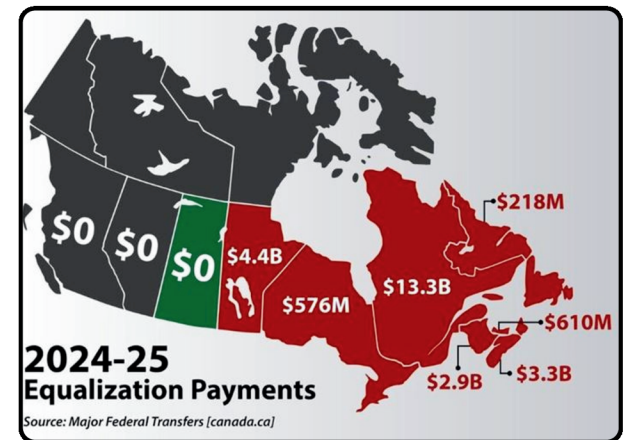 $0
$0
$0
$4.4B
$576M
$13.3B
$218M
$610M
$3.3B
$2.9B
2024-25
Equalization Payments
Source: Major Federal Transfers [canada.ca]